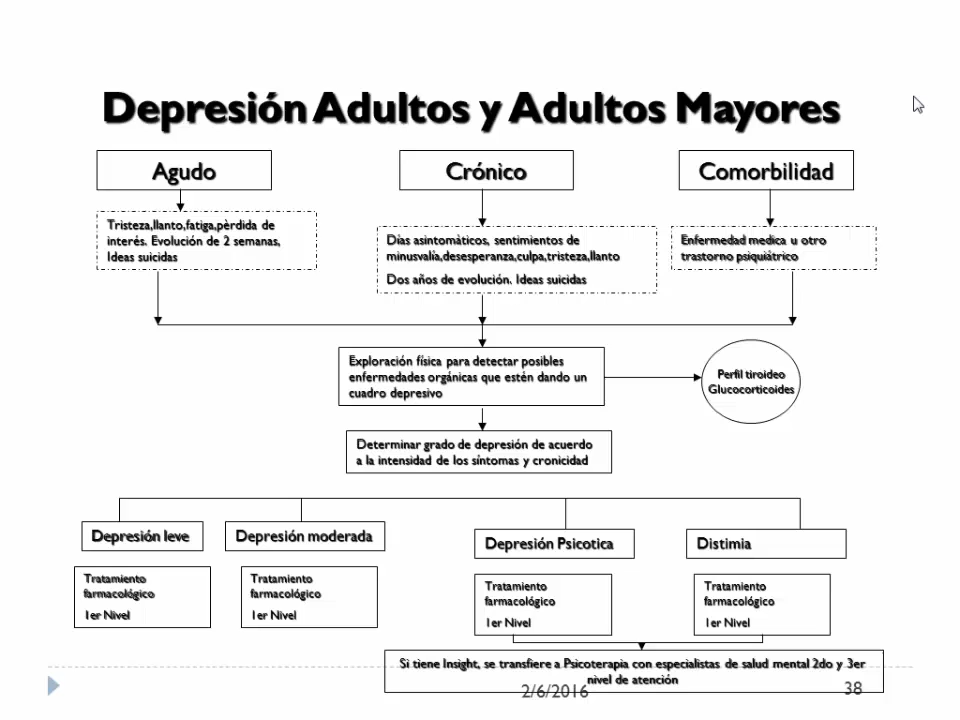 Depresión Adultos y Adultos Mayores
Agudo
Crónico
Comorbilidad
Tristeza,llanto,fatiga,pèrdida de
interés. Evolución de 2 semanas,
Ideas suicidas
Días asintomàticos, sentimientos de
minusvalía,desesperanza,culpa,tristeza,llanto
Dos años de evolución. Ideas suicidas
Enfermedad medica u otro
trastorno psiquiátrico
Exploración física para detectar posibles
enfermedades orgánicas que estén dando un
cuadro depresivo
Perfil tiroideo
Glucocorticoides
Determinar grado de depresión de acuerdo
a la intensidad de los síntomas y cronicidad
Depresión leve
Depresión moderada
Depresión Psicotica
Distimia
Tratamiento
farmacológico
1er Nivel
Tratamiento
farmacológico
1er Nivel
Tratamiento
farmacológico
1er Nivel
Tratamiento
farmacológico
1er Nivel
Si tiene Insight, se transfiere a Psicoterapia con especialistas de salud mental 2do y 3er
nivel de atención
2/6/2016
38